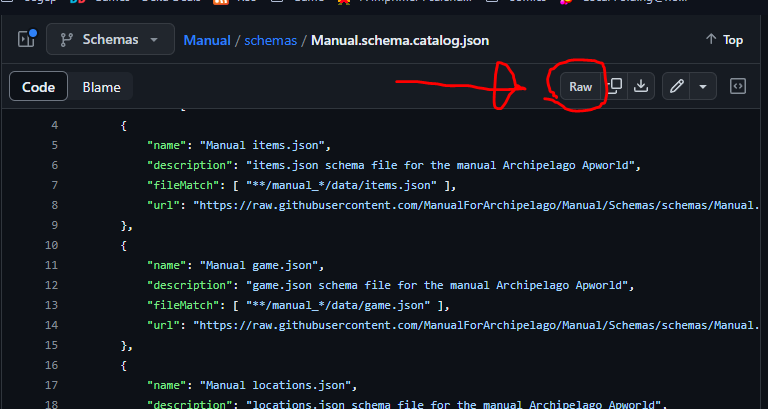 Schemas
Manual / schemas / Manual.schema.catalog.json
Top
Code
Blame
Raw
4
{
5 "name": "Manual items.json",
6 "description": "items.json schema file for the manual Archipelago Apworld",
7 "fileMatch": [ "**/manual_*/data/items.json" ],
8 "url": "https://raw.githubusercontent.com/ManualForArchipelago/Manual/Schemas/schemas/Manual.
9 },
10 {
11 "name": "Manual game.json",
12 "description": "game.json schema file for the manual Archipelago Apworld",
13 "fileMatch": [ "**/manual_*/data/game.json" ],
14 "url": "https://raw.githubusercontent.com/ManualForArchipelago/Manual/Schemas/schemas/Manual.
15 },
16 {
17 "name": "Manual locations.json",
18 "description": "locations.json schema file for the manual Archipelago Apworld",